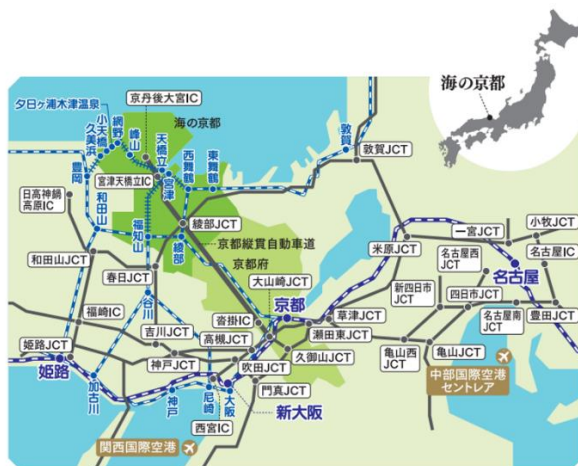 海の京都
京丹後大宮IC
夕日ヶ浦木津温泉
小天橋
網野
峰山
久美浜
豊岡
海の京都
天橋立
宮津
宮津天橋立IC
西舞鶴
東舞鶴
敦賀
敦賀JCT
日高神鍋
高原IC
和田山
福知山
綾部JCT
綾部
京都縦貫自動車道
京都府
和田山JCT
春日JCT
大山崎JCT
米原JCT
一宮JCT
小牧JCT
名古屋西
JCT
名古屋IC
名古屋
谷川
京都
新四日市
JCT
四日市JCT
福崎IC
沓掛IC
草津JCT
名古屋南
JCT
豊田JCT
吉川JCT
高槻JCT
瀬田東JCT
姫路JCT
神戸JCT
久御山JCT
亀山西
JCT
亀山JCT
姫路
吹田JCT
加古川
神戸
尼崎
大阪
門真JCT
新大阪
西宮IC
関西国際空港
中部国際空港
セントレア